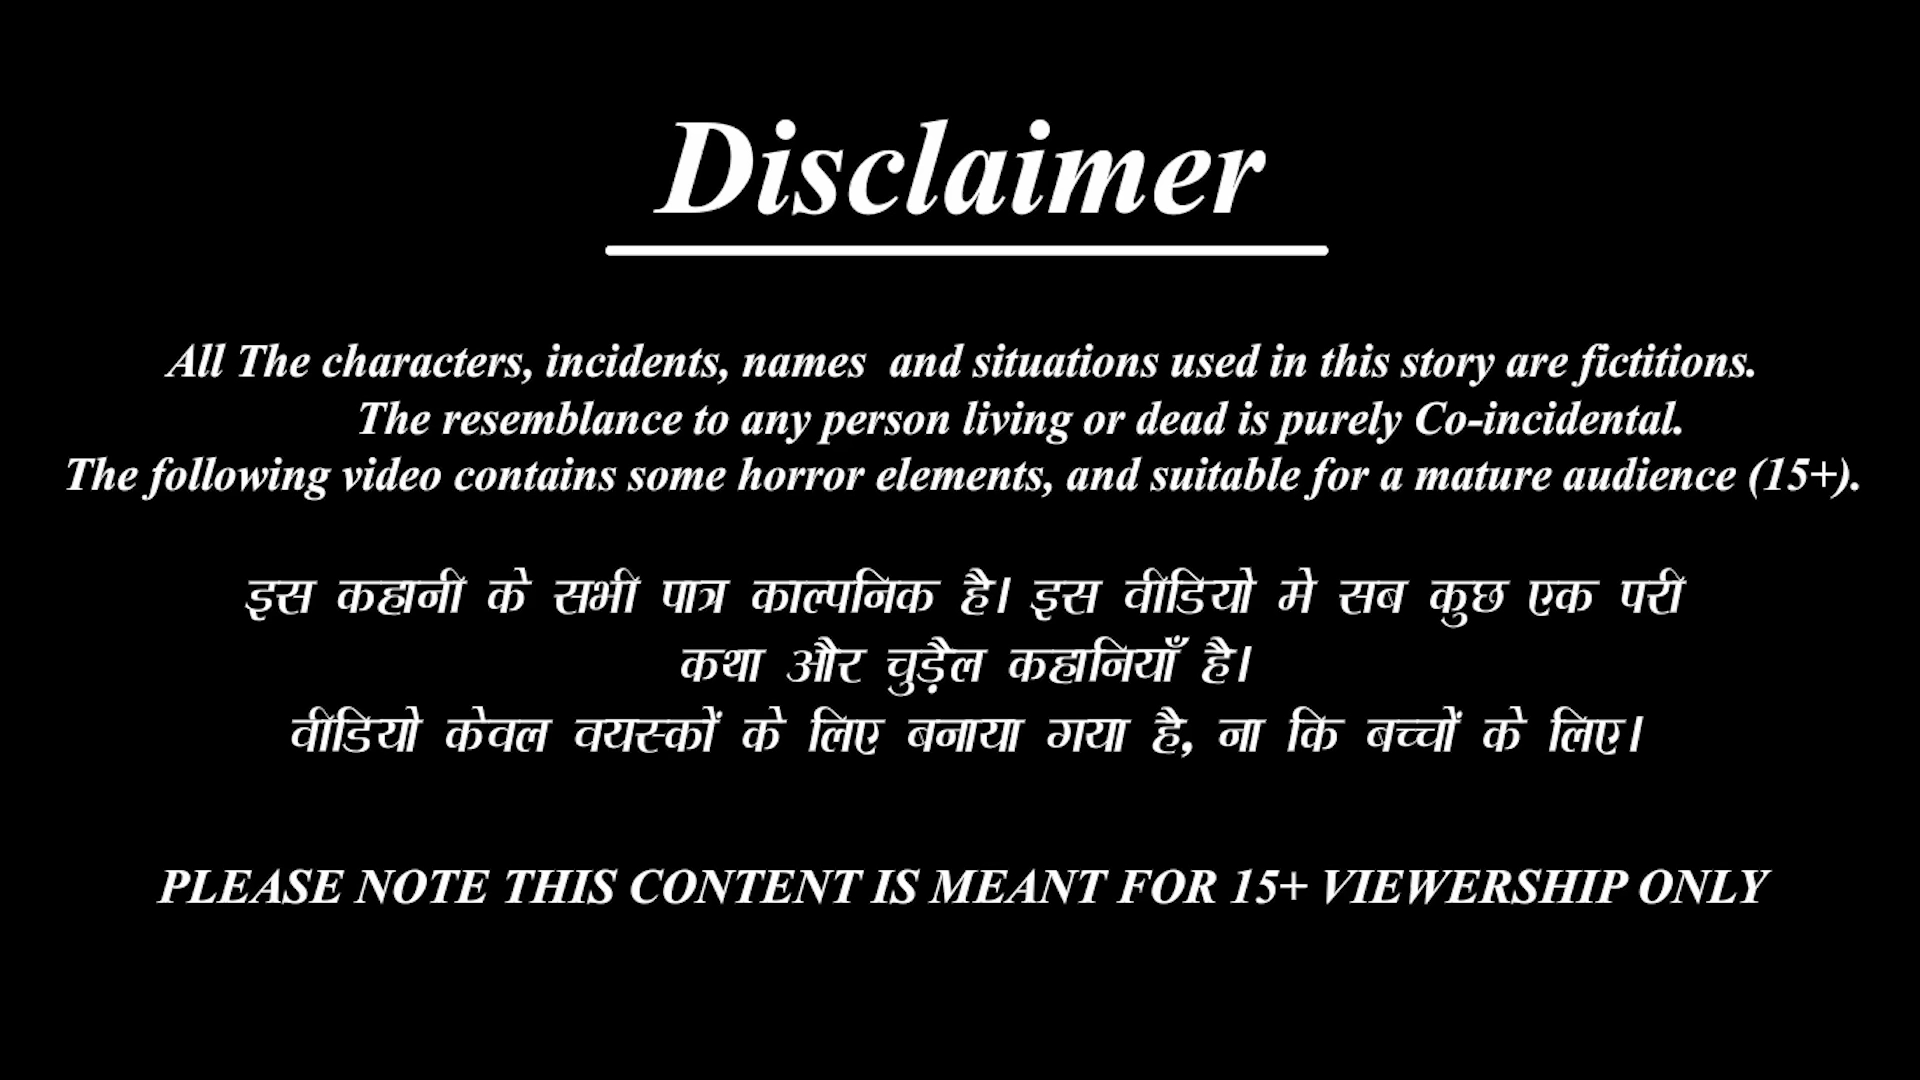 Disclaimer
All The characters, incidents, names and situations used in this story are fictitions.
The resemblance to any person living or dead is purely Co-incidental.
The following video contains some horror elements, and suitable for a mature audience (15+).
इस कहानी के सभी पात्र काल्पनिक है। इस वीडियो मे सब कुछ एक परी
कथा और चुड़ैल कहानियाँ है।
वीडियो केवल वयस्कों के लिए बनाया गया है, ना कि बच्चों के लिए।
PLEASE NOTE THIS CONTENT IS MEANT FOR 15+ VIEWERSHIP ONLY